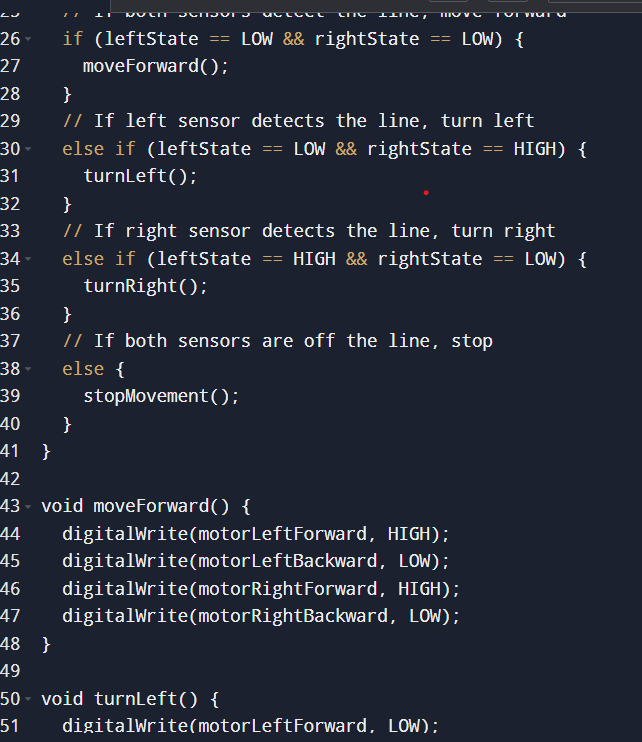 25 // If both sensors detect the line, move forward
26 if (leftState == LOW && rightState == LOW) {
27 moveForward();
28 }
29 // If left sensor detects the line, turn left
30 else if (leftState == LOW && rightState == HIGH) {
31 turnLeft();
32 }
33 // If right sensor detects the line, turn right
34 else if (leftState == HIGH && rightState == LOW) {
35 turnRight();
36 }
37 // If both sensors are off the line, stop
38 else {
39 stopMovement();
40 }
41 }
42
43 void moveForward() {
44 digitalWrite(motorLeftForward, HIGH);
45 digitalWrite(motorLeftBackward, LOW);
46 digitalWrite(motorRightForward, HIGH);
47 digitalWrite(motorRightBackward, LOW);
48 }
49
50 void turnLeft() {
51 digitalWrite(motorLeftForward, LOW);